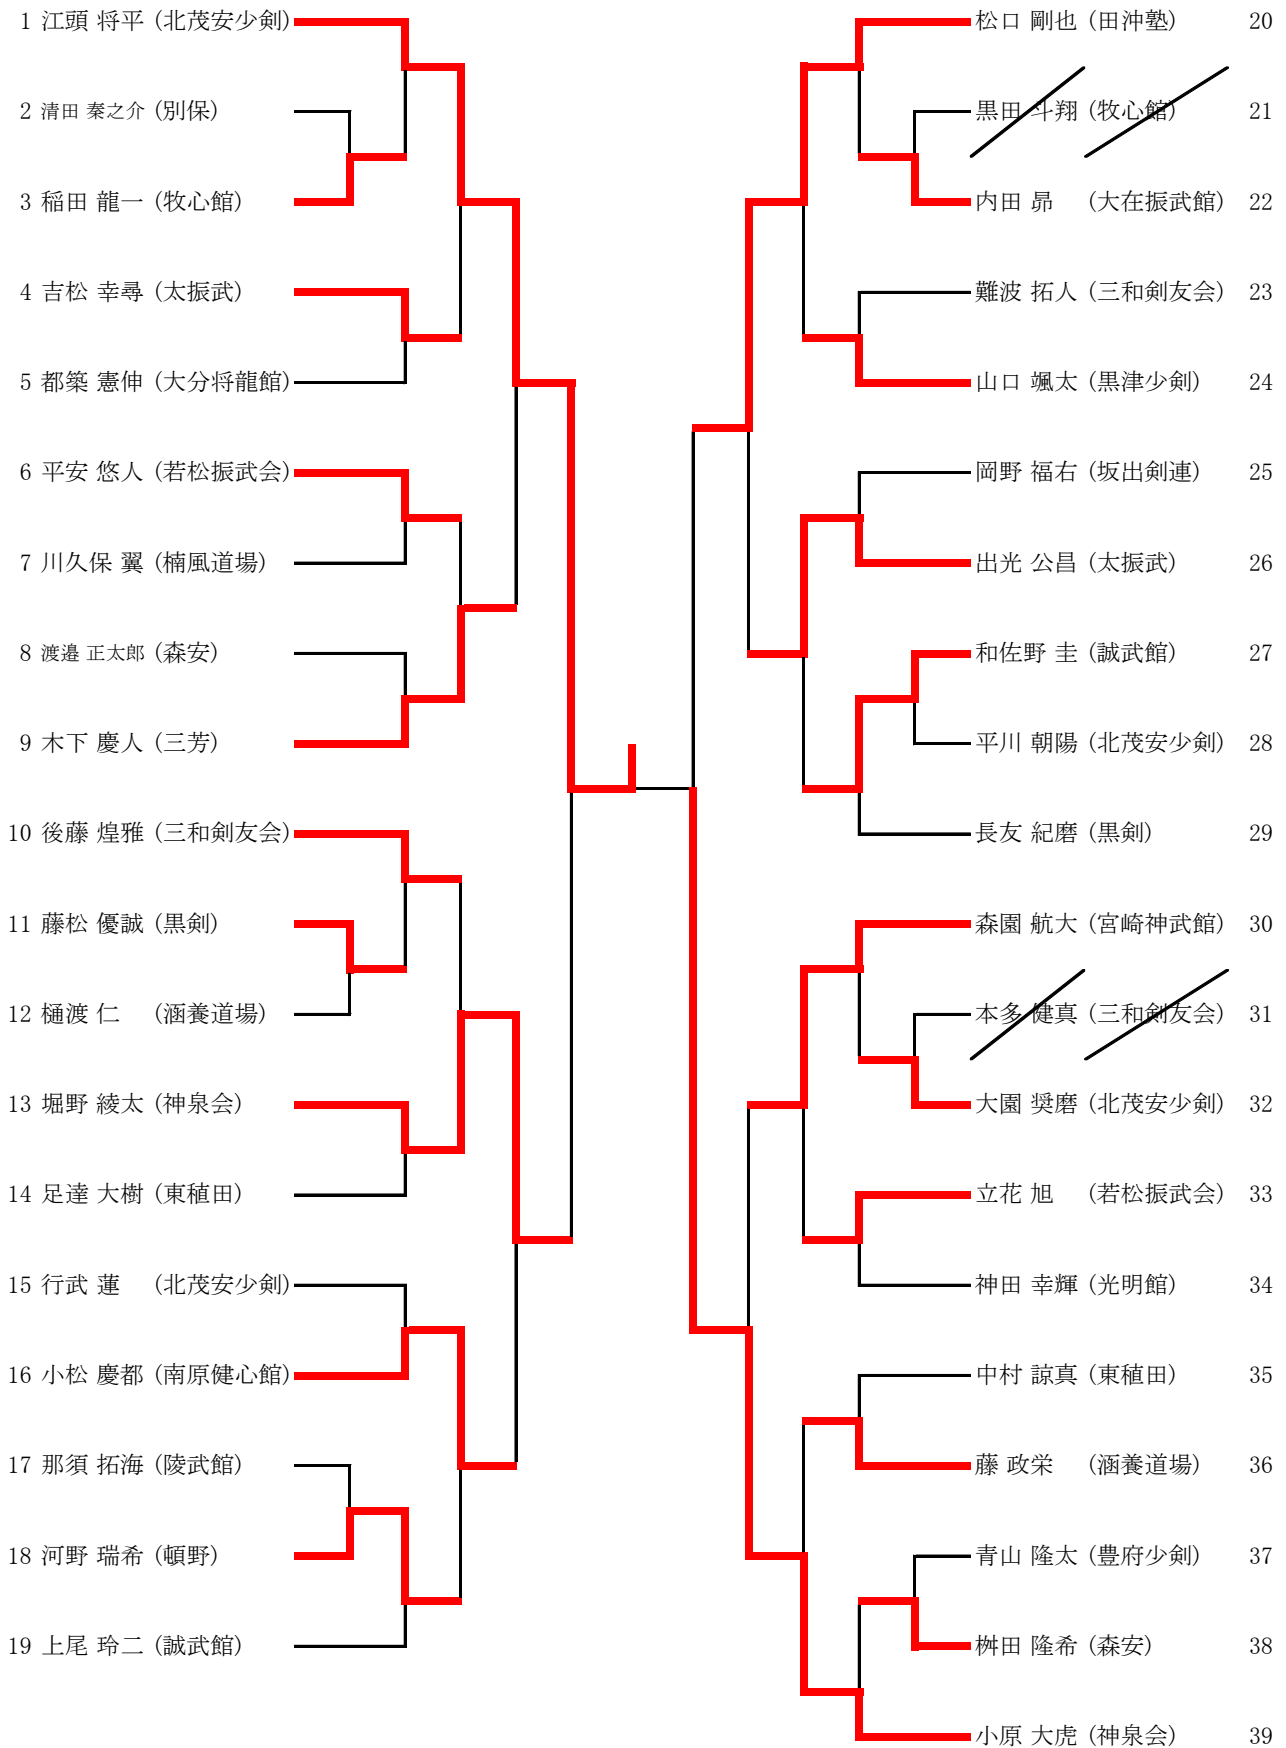 1 江頭 将平 (北茂安少剣)
2 清田 秦之介 (別保)
3 稲田 龍一 (牧心館)
4 吉松 幸尋 (太振武)
5 都築 憲伸 (大分将龍館)
6 平安 悠人 (若松振武会)
7 川久保 翼 (楠風道場)
8 渡邉 正太郎 (森安)
9 木下 慶人 (三芳)
10 後藤 煌雅 (三和剣友会)
11 藤松 優誠 (黒剣)
12 樋渡 仁 (涵養道場)
13 堀野 綾太 (神泉会)
14 足達 大樹 (東稙田)
15 行武 蓮 (北茂安少剣)
16 小松 慶都 (南原健心館)
17 那須 拓海 (陵武館)
18 河野 瑞希 (頓野)
19 上尾 玲二 (誠武館)
松口 剛也 (田沖塾) 20
黒田 斗翔 (牧心館) 21
内田 昴 (大在振武館) 22
難波 拓人 (三和剣友会) 23
山口 颯太 (黒津少剣) 24
岡野 福右 (坂出剣連) 25
出光 公昌 (太振武) 26
和佐野 圭 (誠武館) 27
平川 朝陽 (北茂安少剣) 28
長友 紀磨 (黒剣) 29
森園 航大 (宮崎神武館) 30
本多 健真 (三和剣友会) 31
大園 奨磨 (北茂安少剣) 32
立花 旭 (若松振武会) 33
神田 幸輝 (光明館) 34
中村 諒真 (東稙田) 35
藤 政栄 (涵養道場) 36
青山 隆太 (豊府少剣) 37
桝田 隆希 (森安) 38
小原 大虎 (神泉会) 39